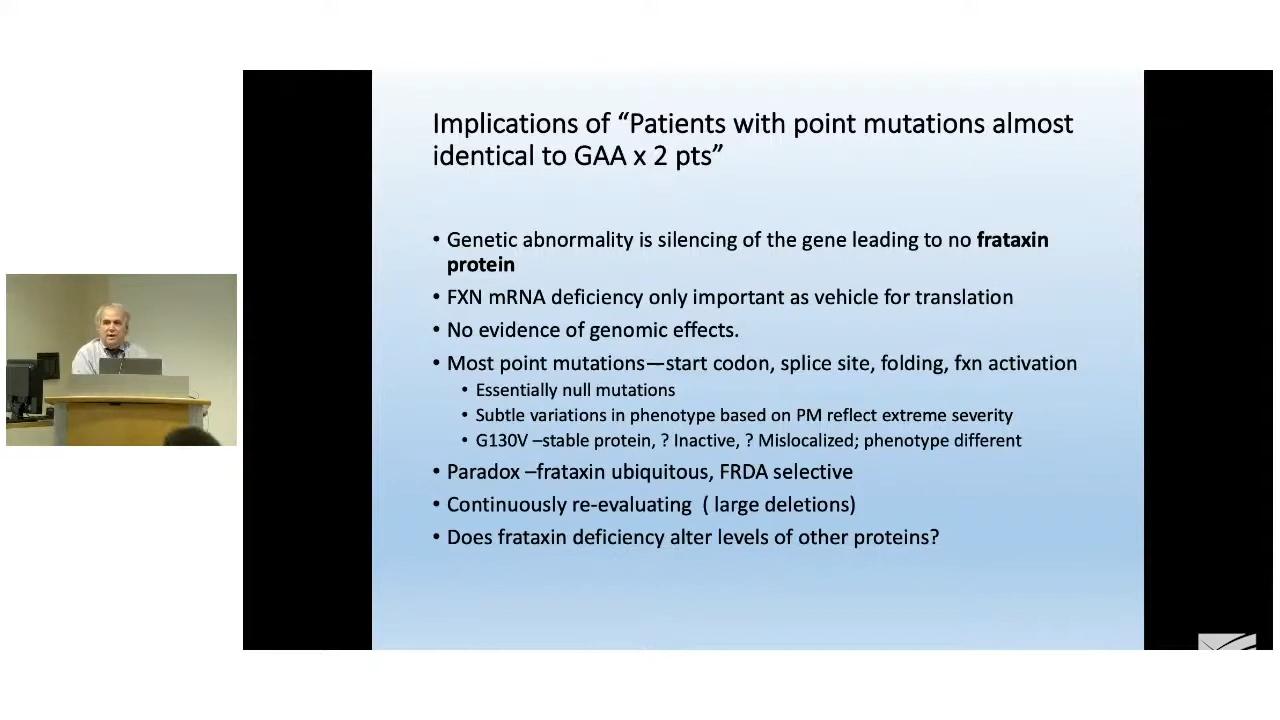 Implications of “Patients with point mutations almost
identical to GAA x 2 pts”
• Genetic abnormality is silencing of the gene leading to no frataxin
protein
• FXN mRNA deficiency only important as vehicle for translation
• No evidence of genomic effects.
• Most point mutations—start codon, splice site, folding, fxn activation
• Essentially null mutations
• Subtle variations in phenotype based on PM reflect extreme severity
• G130V –stable protein, ? Inactive, ? Mislocalized; phenotype different
• Paradox –frataxin ubiquitous, FRDA selective
• Continuously re-evaluating ( large deletions)
• Does frataxin deficiency alter levels of other proteins?